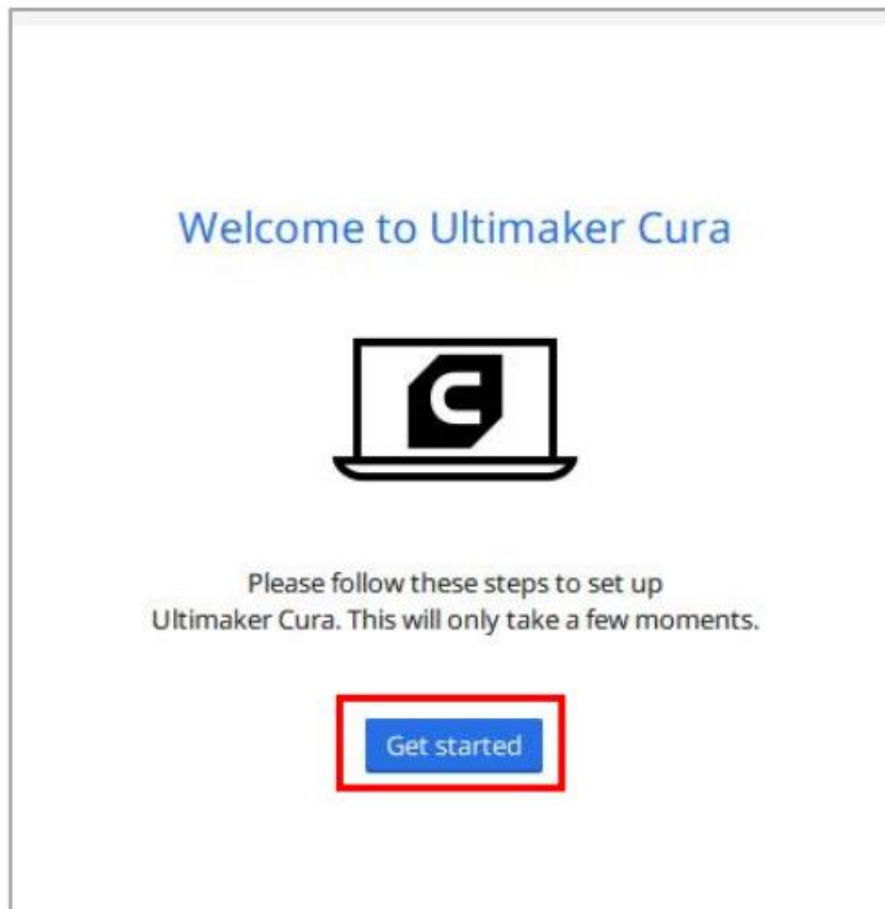 Welcome to Ultimaker Cura
C
Please follow these steps to set up
Ultimaker Cura. This will only take a few moments.
Get started